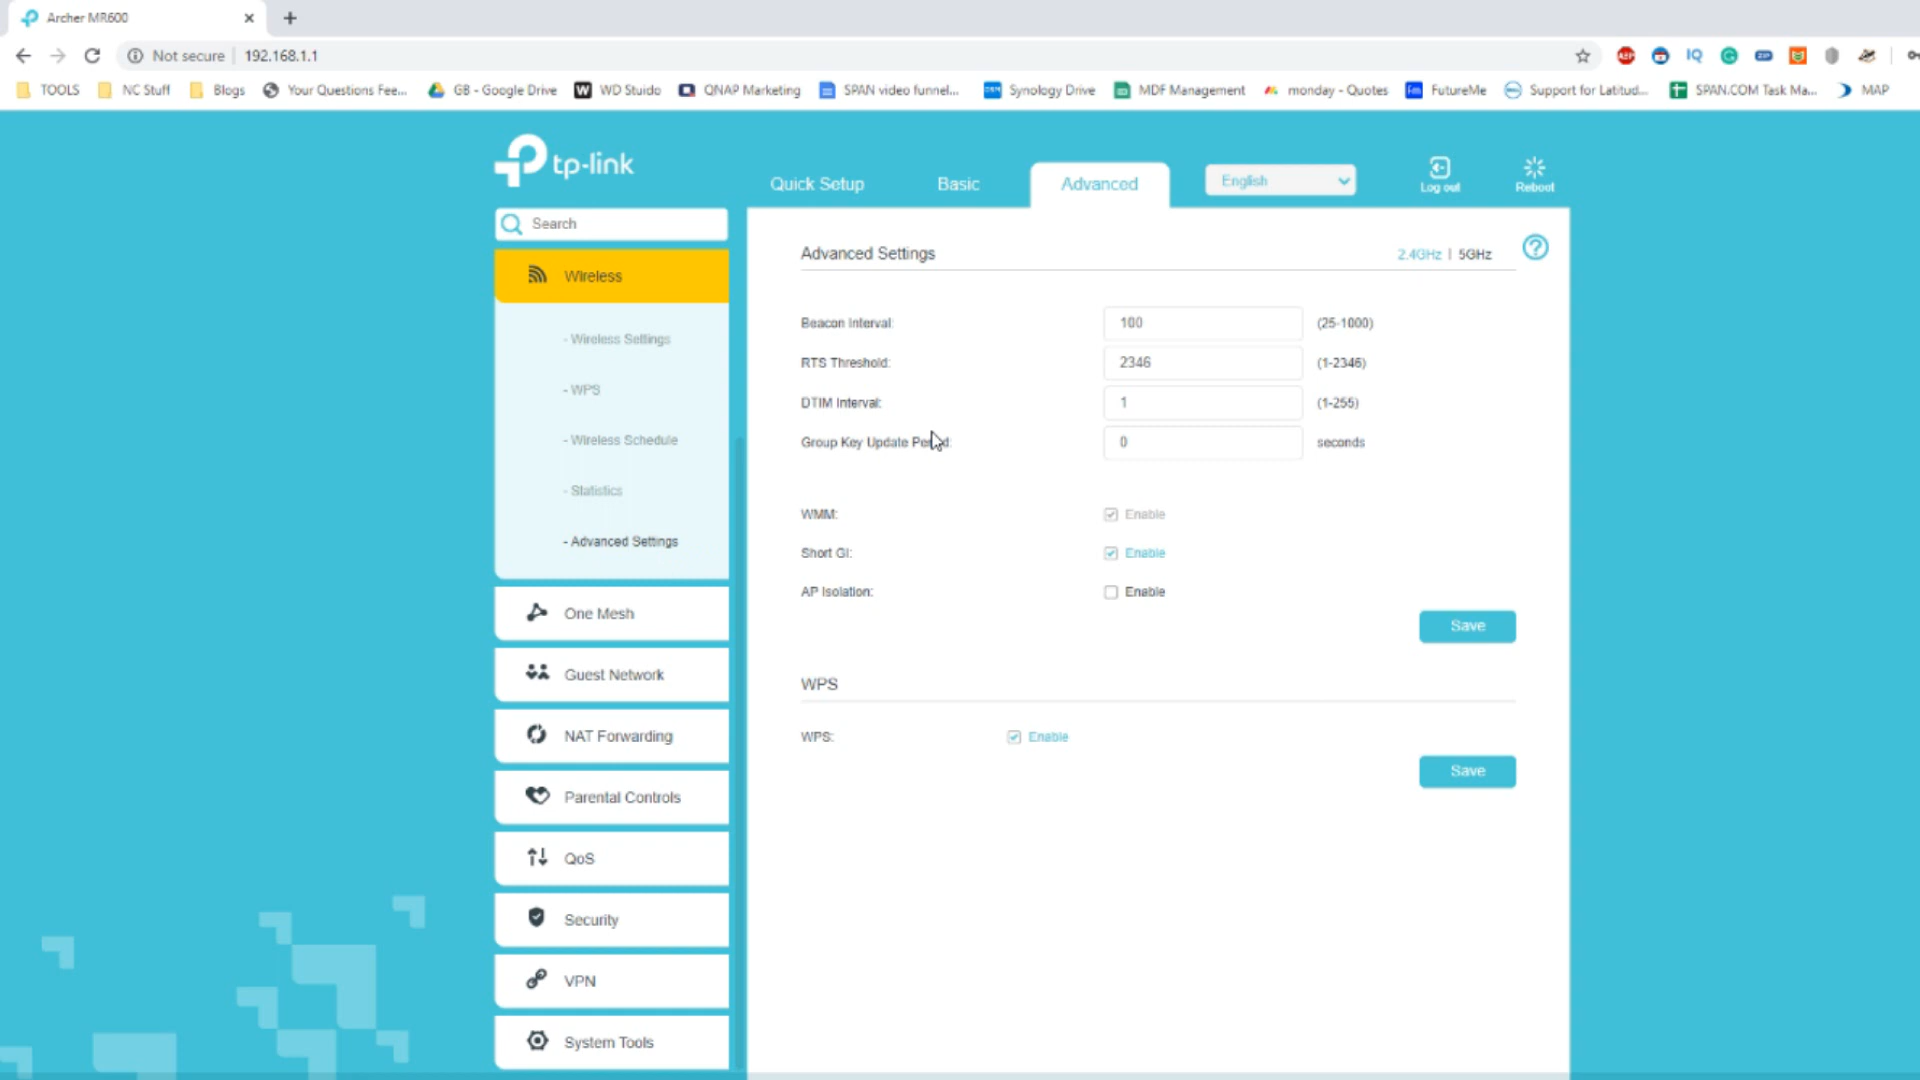 Archer MR600
Not secure 192.168.1.1
TOOLS NC Stuff Blogs Your Questions Fee... GB - Google Drive WD Stuido QNAP Marketing SPAN video funnel... Synology Drive MDF Management monday - Quotes FutureMe Support for Latitud... SPAN.COM Task Ma... MAP
tp-link
Quick Setup Basic Advanced English Log out Reboot
Search
Wireless
- Wireless Settings
- WPS
- Wireless Schedule
- Statistics
- Advanced Settings
One Mesh
Guest Network
NAT Forwarding
Parental Controls
QoS
Security
VPN
System Tools
Advanced Settings 2.4GHz | 5GHz ?
Beacon Interval: 100 (25-1000)
RTS Threshold: 2346 (1-2346)
DTIM Interval: 1 (1-255)
Group Key Update Period: 0 seconds
WMM: Enable
Short GI: Enable
AP Isolation: Enable
Save
WPS
WPS: Enable
Save